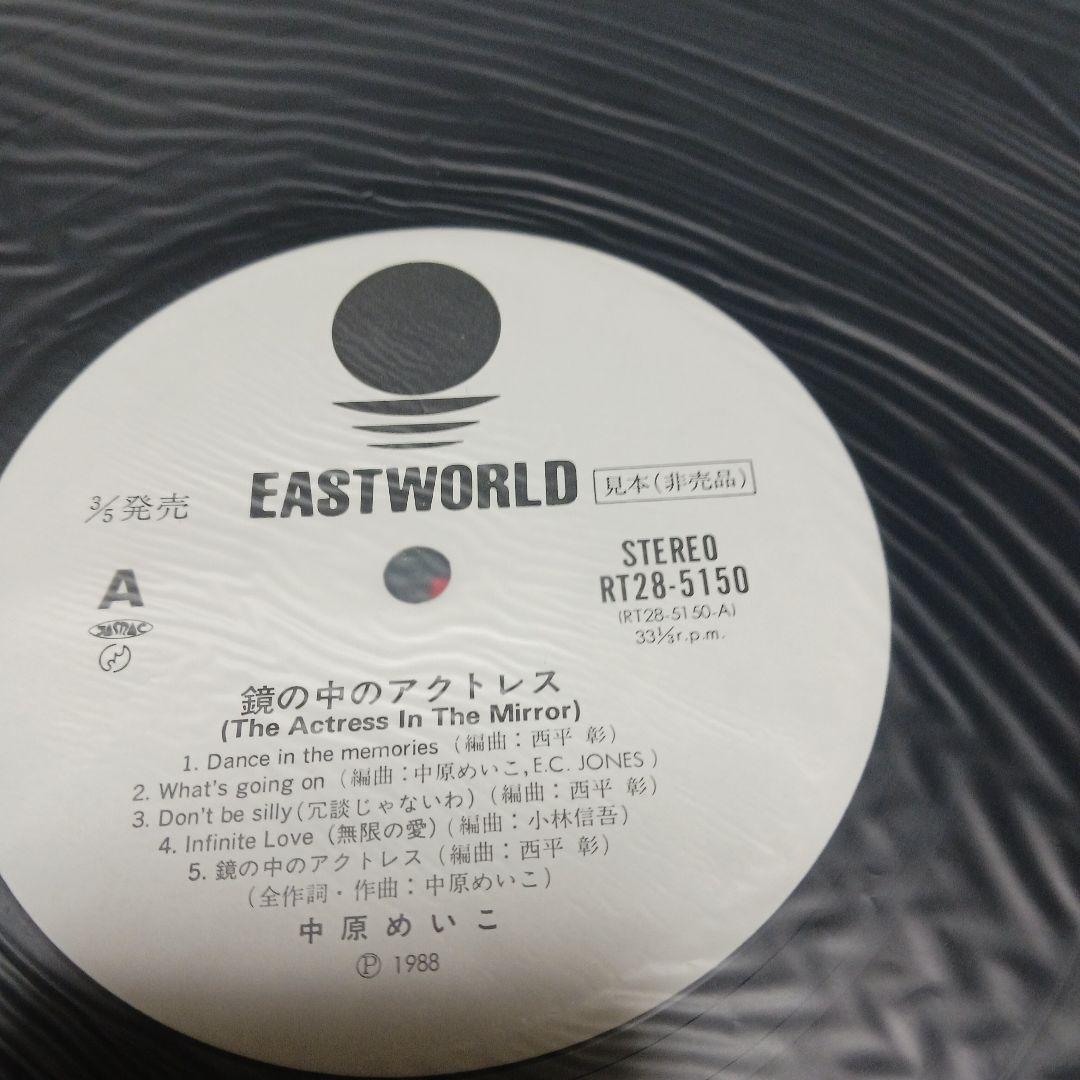 EASTWORLD
見本(非売品)
3/5発売
A
STEREO
RT28-5150
(RT28-5150-A)
33⅓r.p.m.
鏡の中のアクトレス
(The Actress In The Mirror)
1. Dance in the memories (編曲:西平 彰)
2. What's going on (編曲:中原めいこ,E.C. JONES)
3. Don't be silly(冗談じゃないわ) (編曲:西平 彰)
4. Infinite Love (無限の愛) (編曲:小林信吾)
5. 鏡の中のアクトレス (編曲:西平 彰)
(全作詞・作曲:中原めいこ)
中原めいこ
Ⓟ 1988